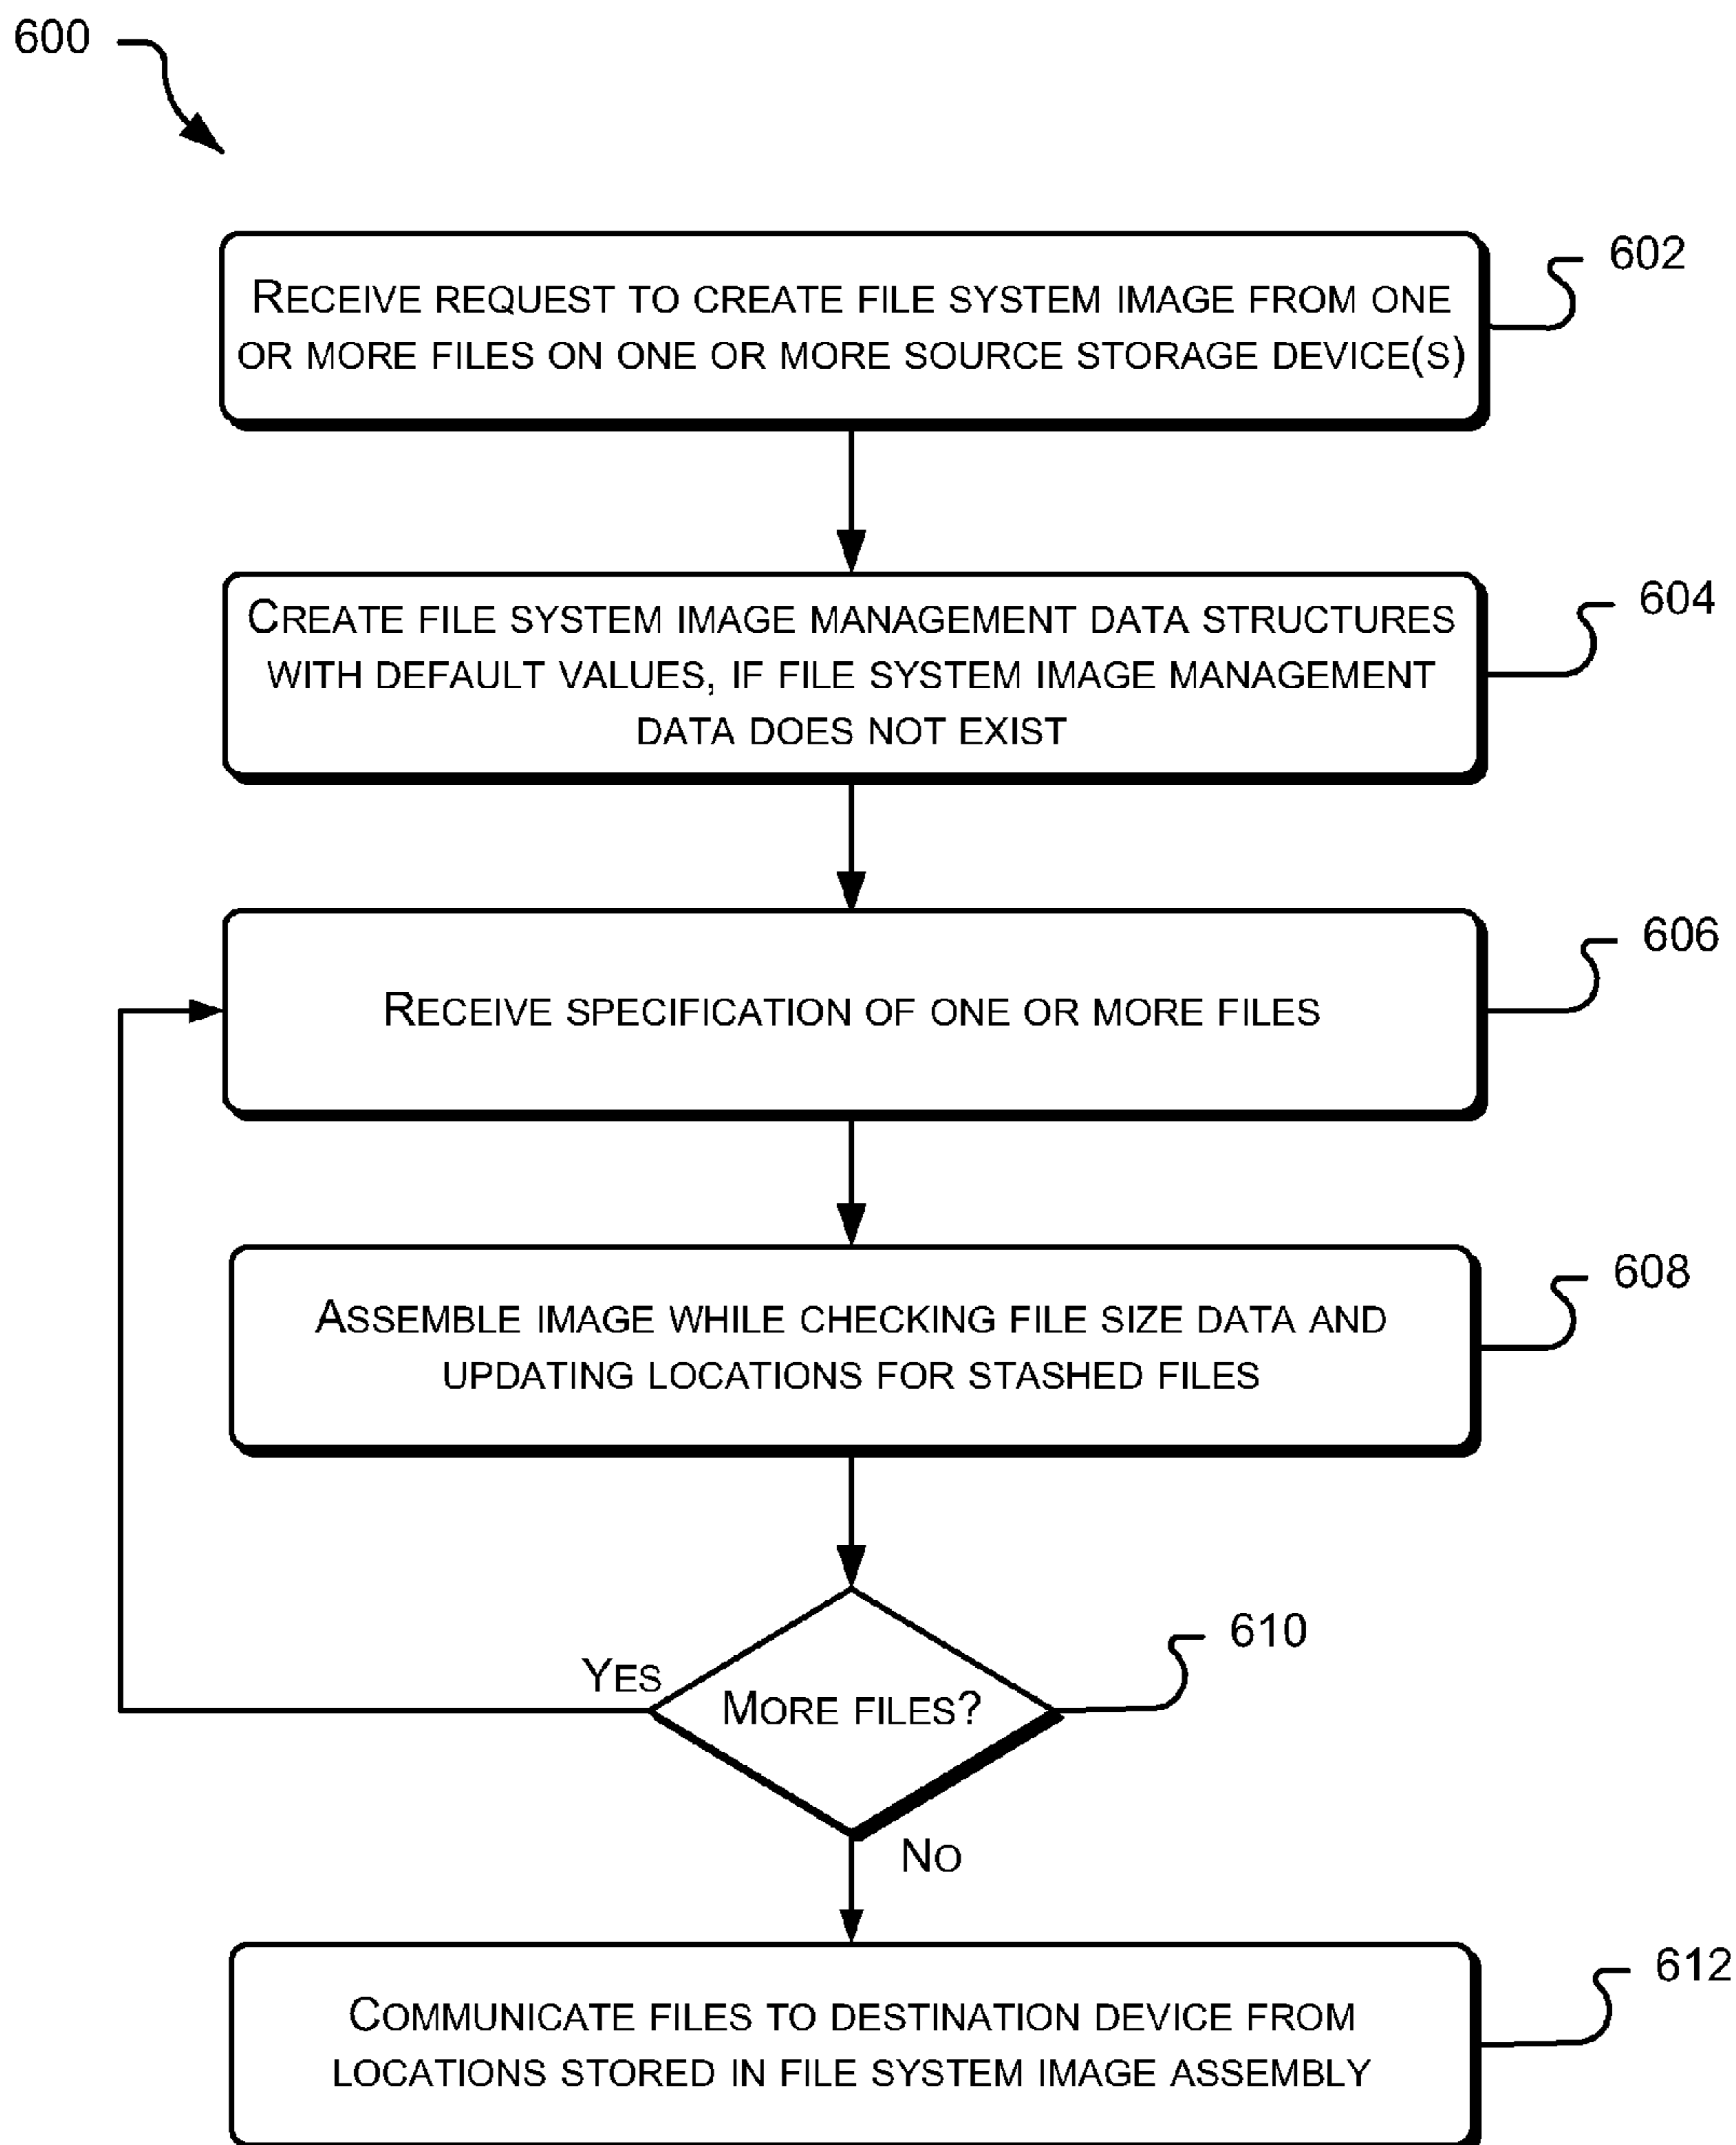 600
602
RECEIVE REQUEST TO CREATE FILE SYSTEM IMAGE FROM ONE
OR MORE FILES ON ONE OR MORE SOURCE STORAGE DEVICE(S)
604
CREATE FILE SYSTEM IMAGE MANAGEMENT DATA STRUCTURES
WITH DEFAULT VALUES, IF FILE SYSTEM IMAGE MANAGEMENT
DATA DOES NOT EXIST
606
RECEIVE SPECIFICATION OF ONE OR MORE FILES
608
ASSEMBLE IMAGE WHILE CHECKING FILE SIZE DATA AND
UPDATING LOCATIONS FOR STASHED FILES
610
YES
MORE FILES?
NO
612
COMMUNICATE FILES TO DESTINATION DEVICE FROM
LOCATIONS STORED IN FILE SYSTEM IMAGE ASSEMBLY